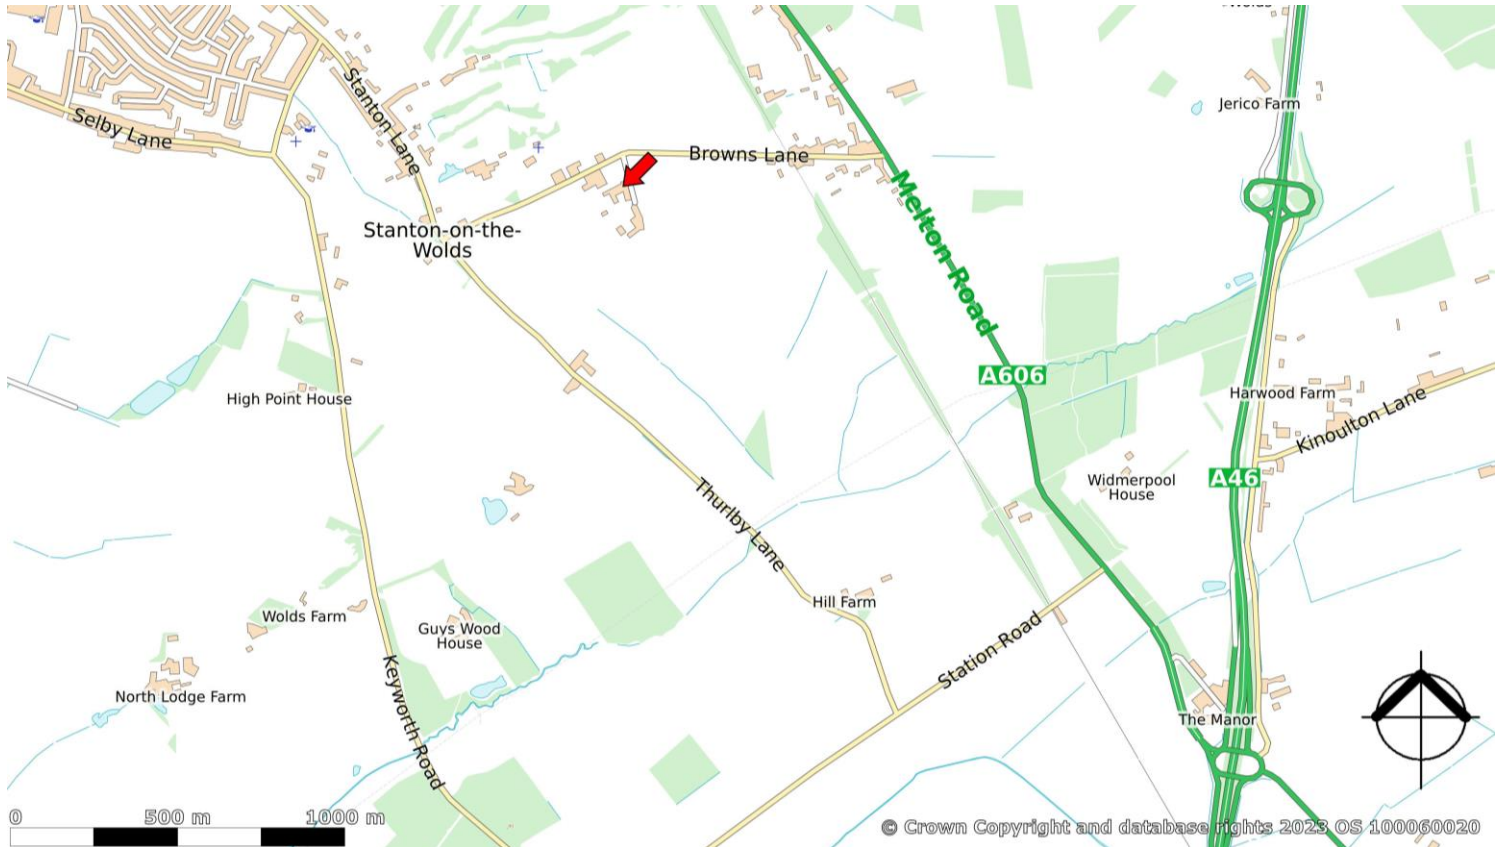 Jerico Farm
Selby Lane
Stanton Lane
Browns Lane
Melton Road
Stanton-on-the-
Wolds
A606
High Point House
Harwood Farm
Kinoulton Lane
Widmerpool
House
A46
Thurlby Lane
Hill Farm
Wolds Farm
Guys Wood
House
Station Road
North Lodge Farm
Keyworth Road
The Manor
0 500 m 1000 m
© Crown Copyright and database rights 2023 OS 100060020